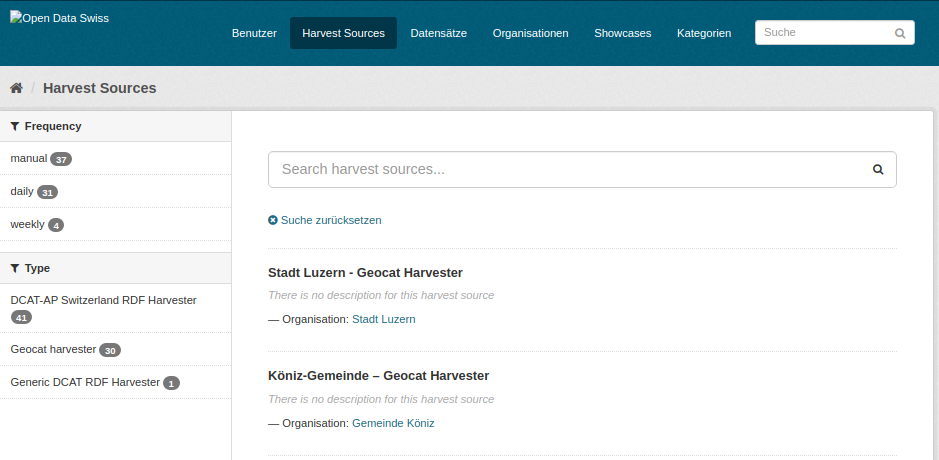 Open Data Swiss
Benutzer Harvest Sources Datensätze Organisationen Showcases Kategorien Suche
/ Harvest Sources
Frequency
manual 37
daily 31
weekly 4
Type
DCAT-AP Switzerland RDF Harvester
41
Geocat harvester 30
Generic DCAT RDF Harvester 1
Search harvest sources...
Suche zurücksetzen
Stadt Luzern - Geocat Harvester
There is no description for this harvest source
— Organisation: Stadt Luzern
Köniz-Gemeinde – Geocat Harvester
There is no description for this harvest source
— Organisation: Gemeinde Köniz